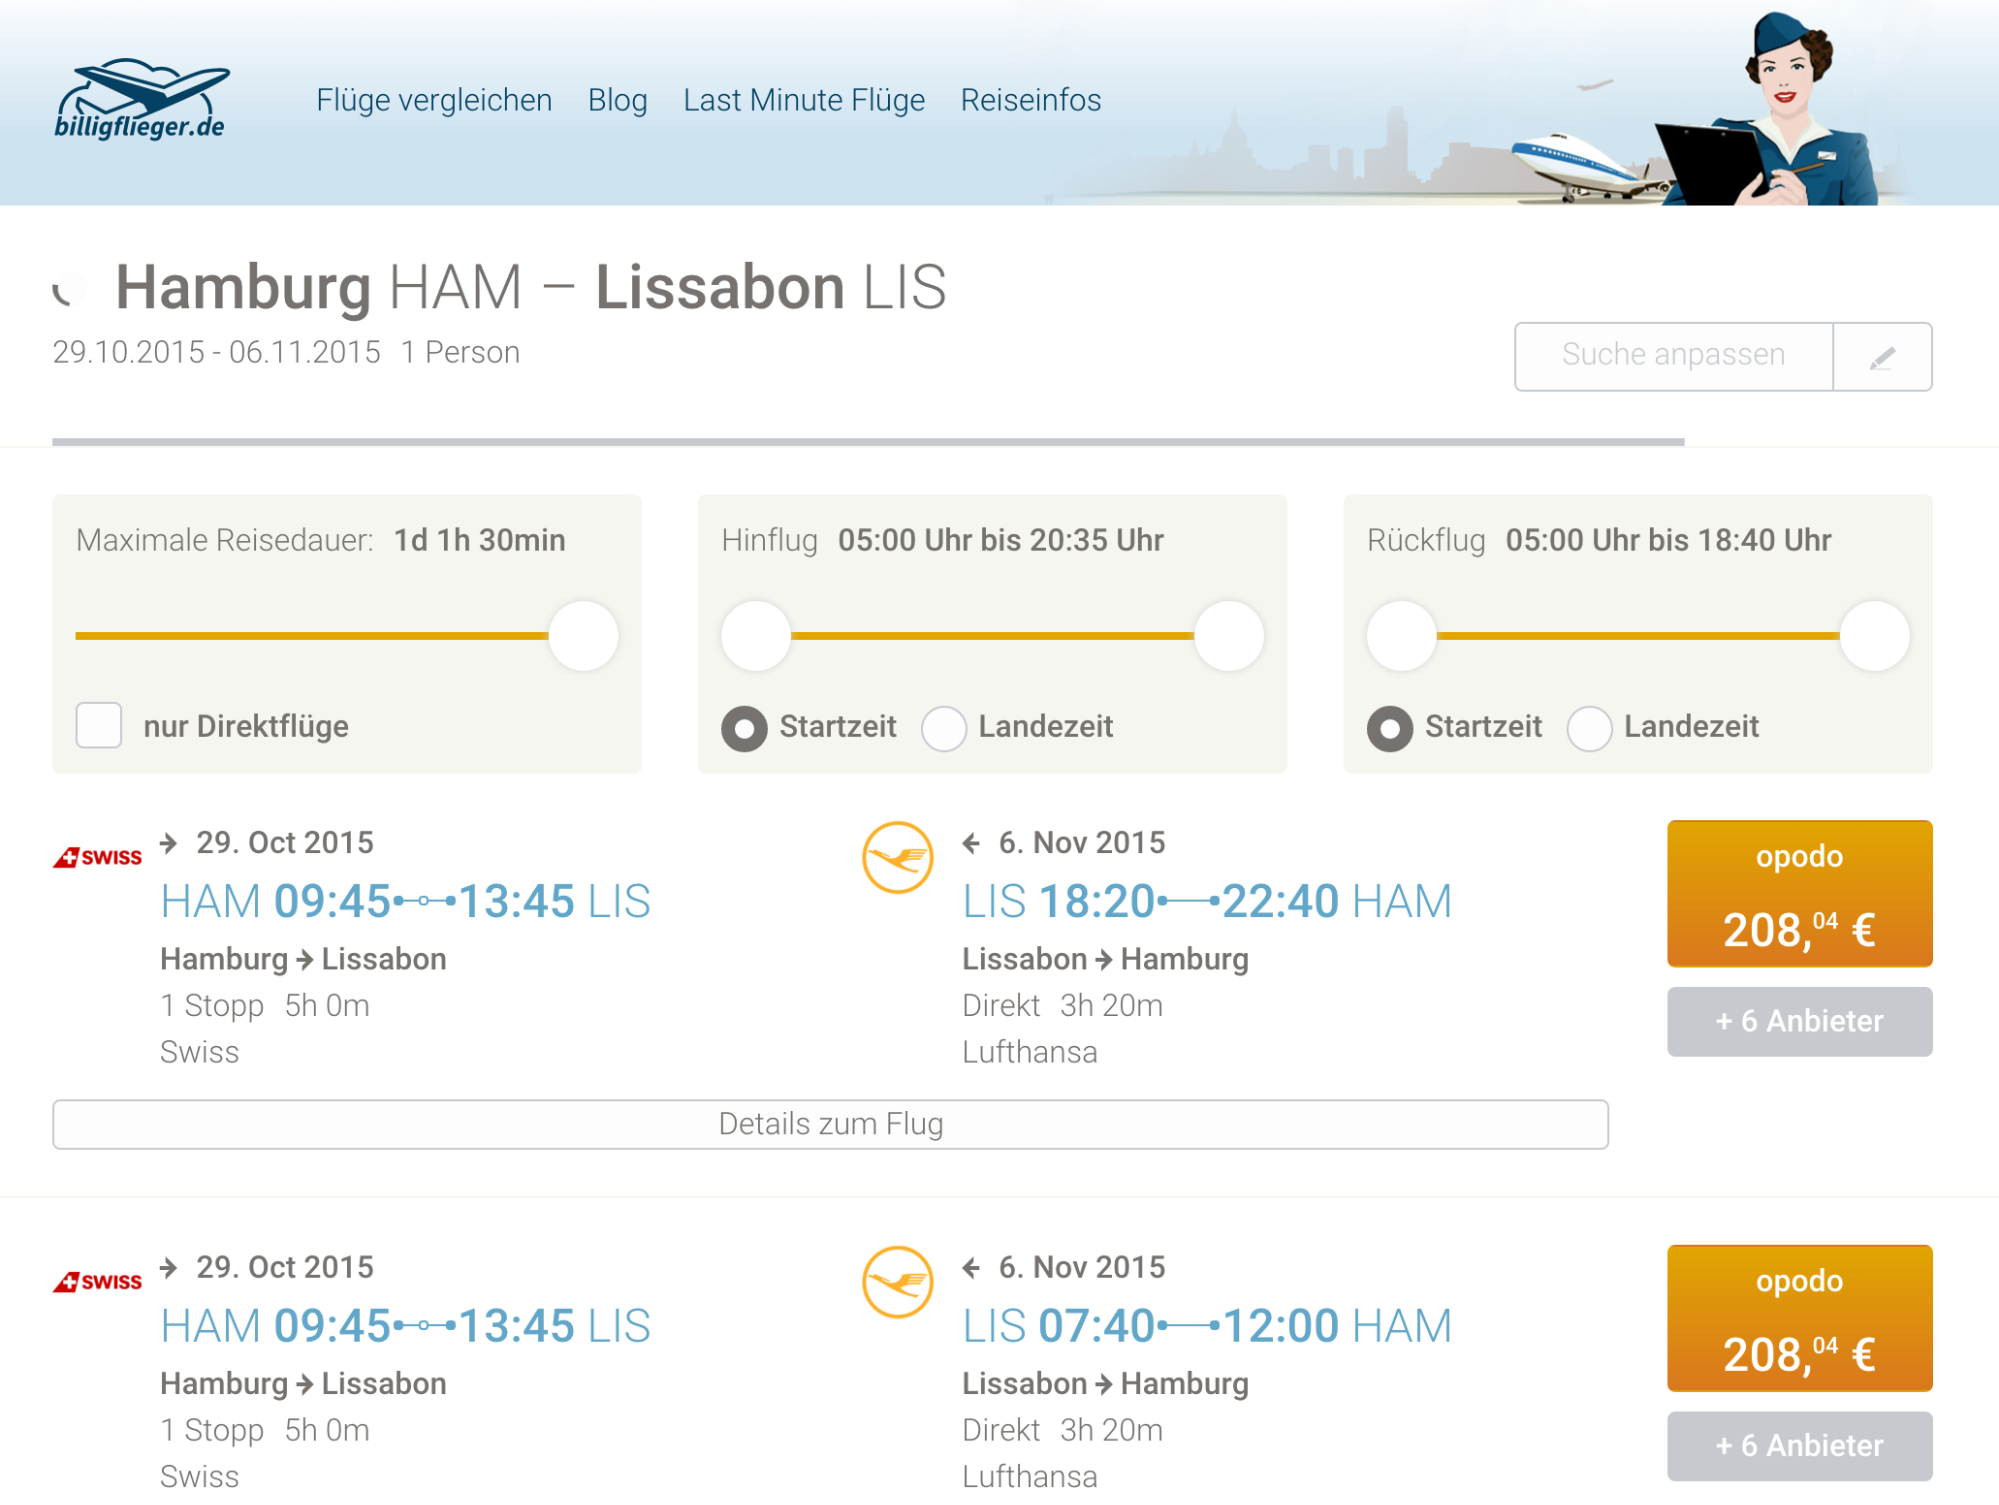 billigflieger.de
Flüge vergleichen Blog Last Minute Flüge Reiseinfos
Hamburg HAM – Lissabon LIS
29.10.2015 - 06.11.2015 1 Person
Suche anpassen
Maximale Reisedauer: 1d 1h 30min
nur Direktflüge
Hinflug 05:00 Uhr bis 20:35 Uhr
Startzeit Landezeit
Rückflug 05:00 Uhr bis 18:40 Uhr
Startzeit Landezeit
SWISS
→ 29. Oct 2015
HAM 09:45 13:45 LIS
Hamburg → Lissabon
1 Stopp 5h 0m
Swiss
← 6. Nov 2015
LIS 18:20 22:40 HAM
Lissabon → Hamburg
Direkt 3h 20m
Lufthansa
opodo
208,04 €
+ 6 Anbieter
Details zum Flug
SWISS
→ 29. Oct 2015
HAM 09:45 13:45 LIS
Hamburg → Lissabon
1 Stopp 5h 0m
Swiss
← 6. Nov 2015
LIS 07:40 12:00 HAM
Lissabon → Hamburg
Direkt 3h 20m
Lufthansa
opodo
208,04 €
+ 6 Anbieter